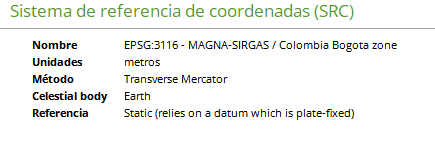 Sistema de referencia de coordenadas (SRC)
Nombre EPSG:3116 - MAGNA-SIRGAS / Colombia Bogota zone
Unidades metros
Método Transverse Mercator
Celestial body Earth
Referencia Static (relies on a datum which is plate-fixed)